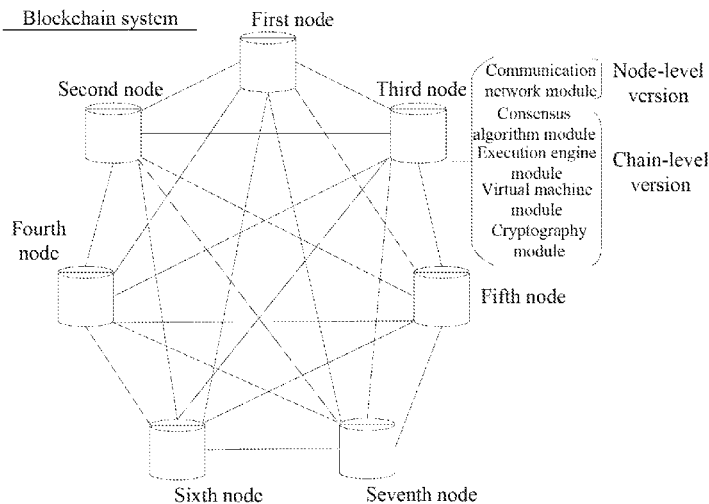 Blockchain system
First node
Second node
Third node
Communication
network module
Node-level
version
Consensus
algorithm module
Execution engine
module
Virtual machine
module
Cryptography
module
Chain-level
version
Fourth
node
Fifth node
Sixth node
Seventh node